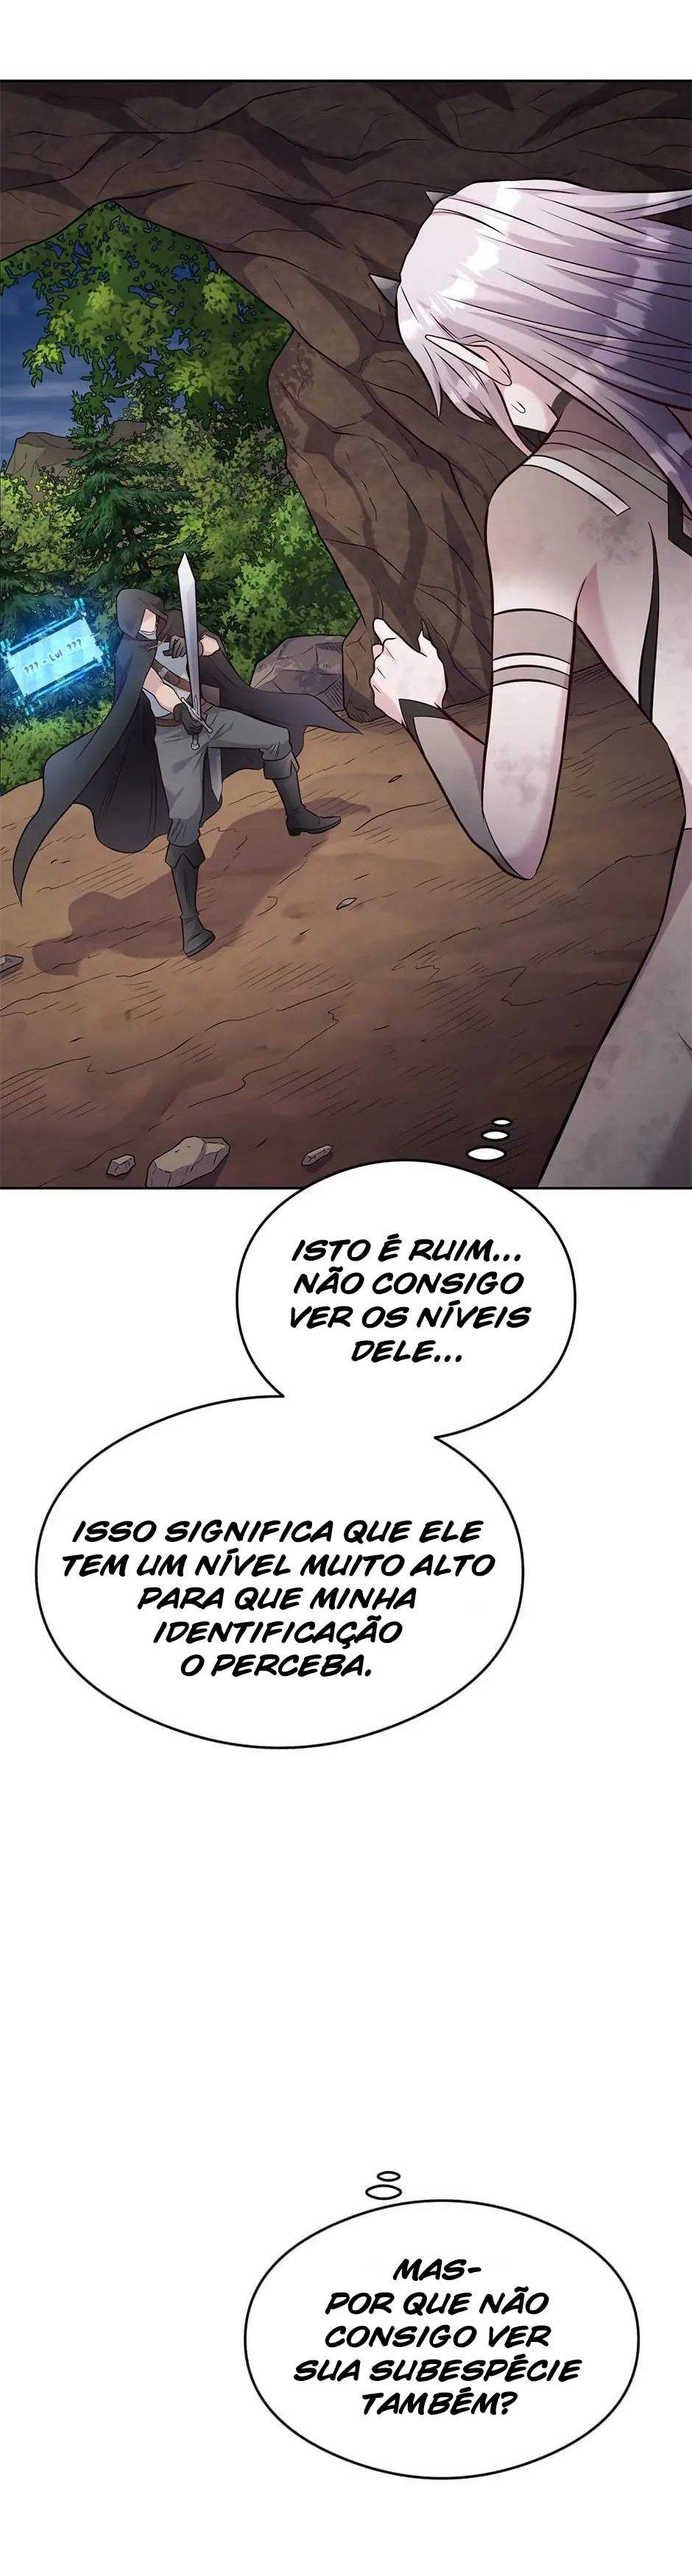 ??? - Lvl ???
ISTO É RUIM...
NÃO CONSIGO
VER OS NÍVEIS
DELE...
ISSO SIGNIFICA QUE ELE
TEM UM NÍVEL MUITO ALTO
PARA QUE MINHA
IDENTIFICAÇÃO
O PERCEBA.
MAS-
POR QUE NÃO
CONSIGO VER
SUA SUBESPÉCIE
TAMBÉM?